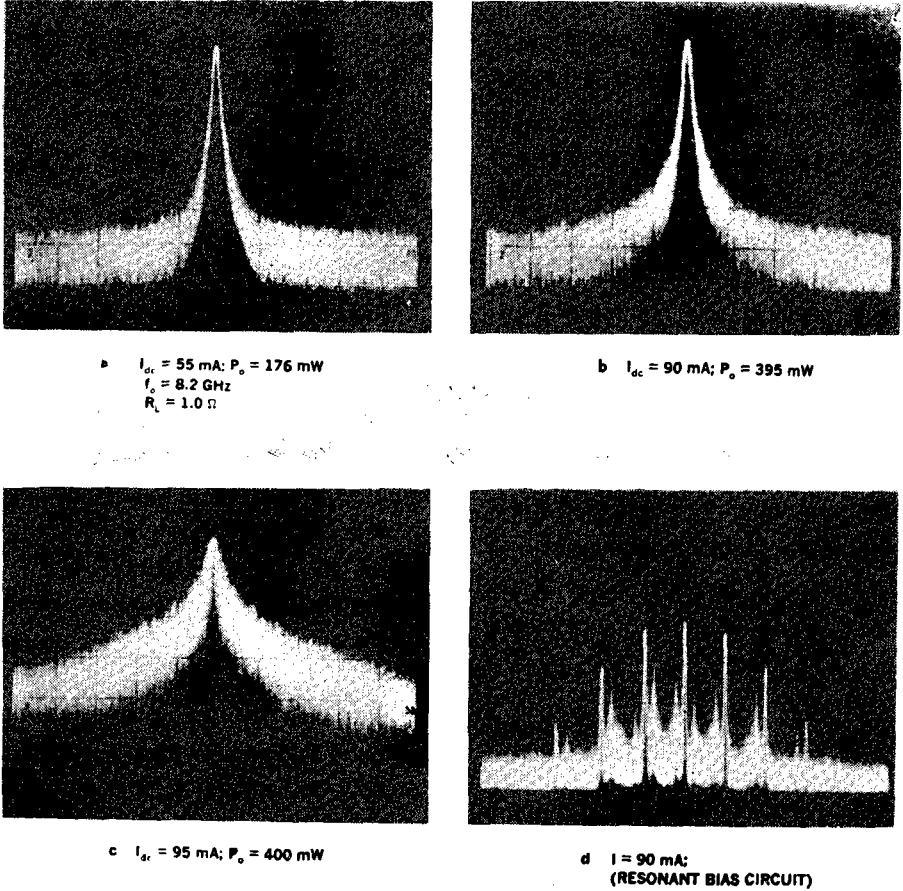 a I_dc = 55 mA; P_o = 176 mW
f_o = 8.2 GHz
R_L = 1.0 Ω
b I_dc = 90 mA; P_o = 395 mW
c I_dc = 95 mA; P_o = 400 mW
d I = 90 mA;
(RESONANT BIAS CIRCUIT)